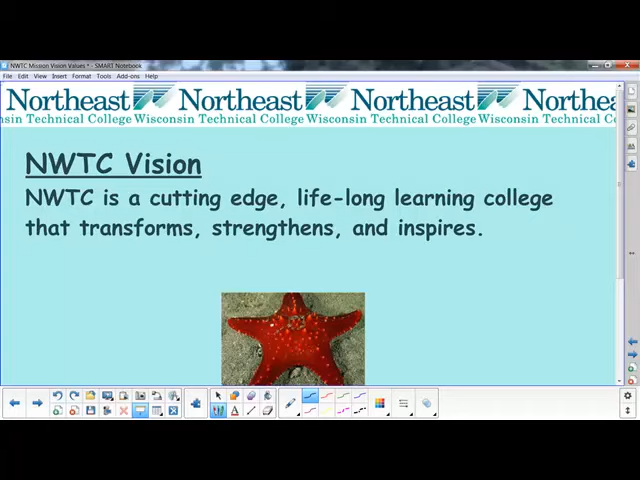 NWTC Mission Vision Values * - SMART Notebook
File Edit View Insert Format Tools Add-ons Help
Northeast Northeast Northeast Northea
nsin Technical College Wisconsin Technical College Wisconsin Technical College Wisconsin Technical Co
NWTC Vision
NWTC is a cutting edge, life-long learning college
that transforms, strengthens, and inspires.